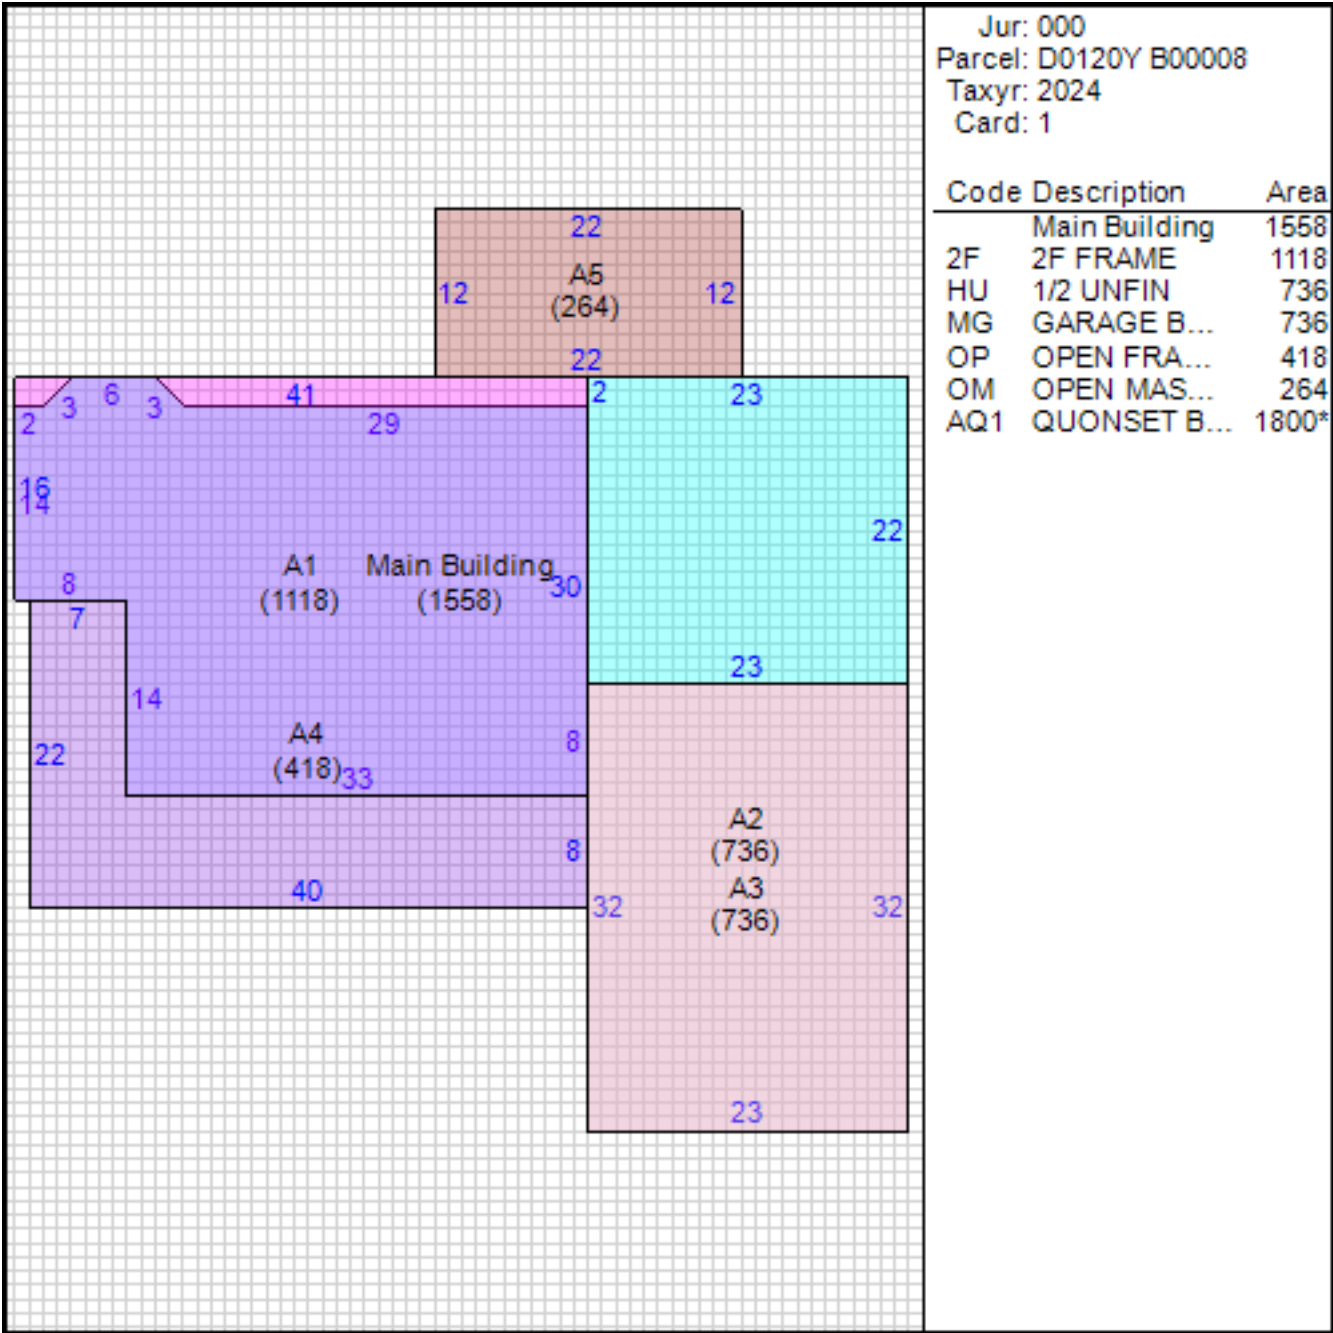 Jur: 000
Parcel: D0120Y B00008
Taxyr: 2024
Card: 1
Code Description Area
Main Building 1558
2F 2F FRAME 1118
HU 1/2 UNFIN 736
MG GARAGE B... 736
OP OPEN FRA... 418
OM OPEN MAS... 264
AQ1 QUONSET B... 1800*
22
A5
12 12
(264)
22
6 41 2 23
3 3
2 29
16
14
22
A1 Main Building
8 30
(1118) (1558)
7
23
14
A4 8
22
(418) 33
A2
8 (736)
A3
40
32 32
(736)
23